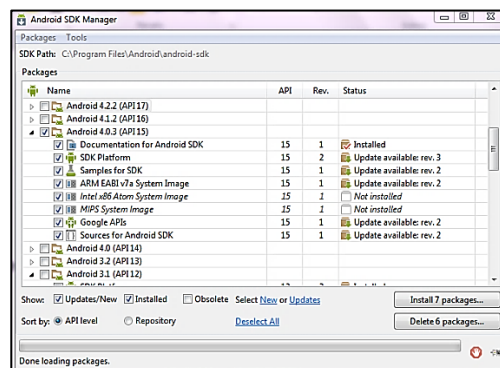 Android SDK Manager
Packages Tools
SDK Path: C:\Program Files\Android\android-sdk
Packages
Name API Rev. Status
Android 4.2.2 (API 17)
Android 4.1.2 (API 16)
Android 4.0.3 (API 15)
Documentation for Android SDK 15 1 Installed
SDK Platform 15 2 Update available: rev. 3
Samples for SDK 15 1 Update available: rev. 2
ARM EABI v7a System Image 15 1 Update available: rev. 2
Intel x86 Atom System Image 15 1 Not installed
MIPS System Image 15 1 Not installed
Google APIs 15 1 Update available: rev. 2
Sources for Android SDK 15 1 Update available: rev. 2
Android 4.0 (API 14)
Android 3.2 (API 13)
Android 3.1 (API 12)
Show: Updates/New Installed Obsolete Select New or Updates Install 7 packages...
Sort by: API level Repository Deselect All Delete 6 packages...
Done loading packages.